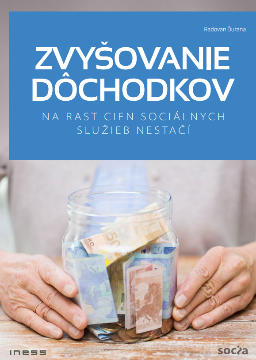 Radovan Ďurana
ZVYŠOVANIE
DÔCHODKOV
NA RAST CIEN SOCIÁLNYCH
SLUŽIEB NESTAČÍ
iness
socia